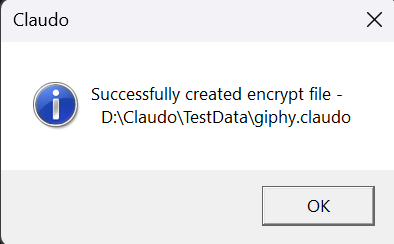 Claudo
Successfully created encrypt file -
D:\Claudo\TestData\giphy.claudo
OK